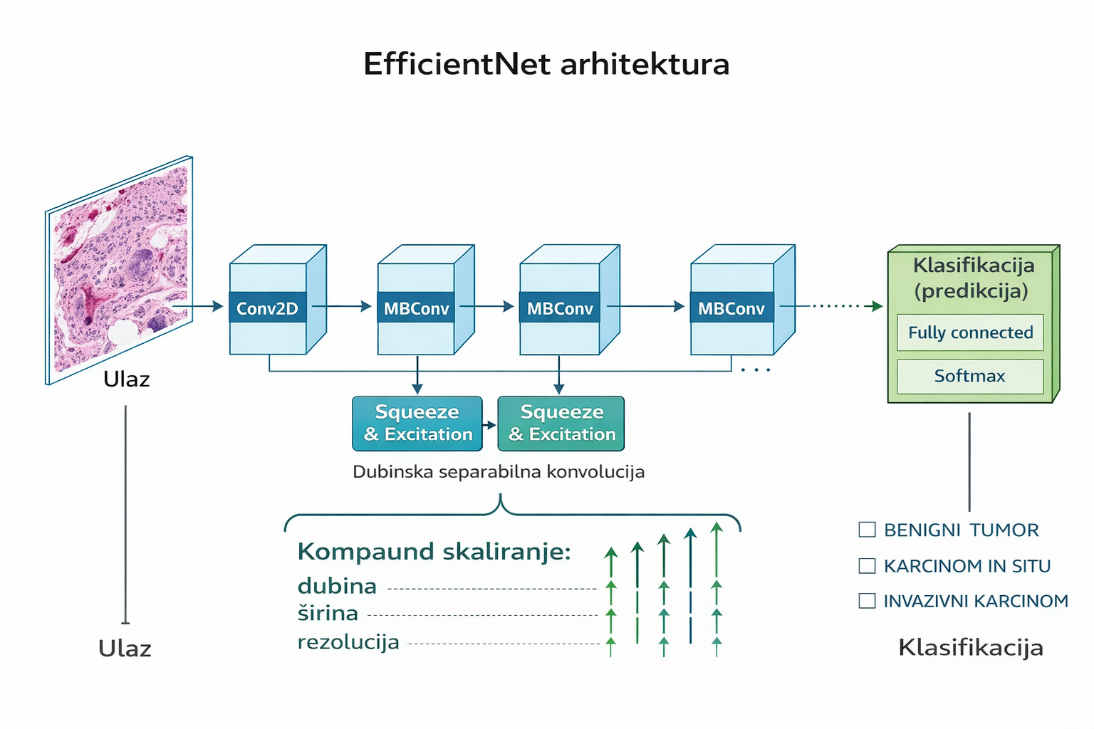 EfficientNet arhitektura
Ulaz
Conv2D
MBConv
MBConv
MBConv
Klasifikacija
(predikcija)
Fully connected
Softmax
Squeeze
& Excitation
Squeeze
& Excitation
Dubinska separabilna konvolucija
Kompaund skaliranje:
dubina
širina
rezolucija
BENIGNI TUMOR
KARCINOM IN SITU
INVAZIVNI KARCINOM
Ulaz
Klasifikacija